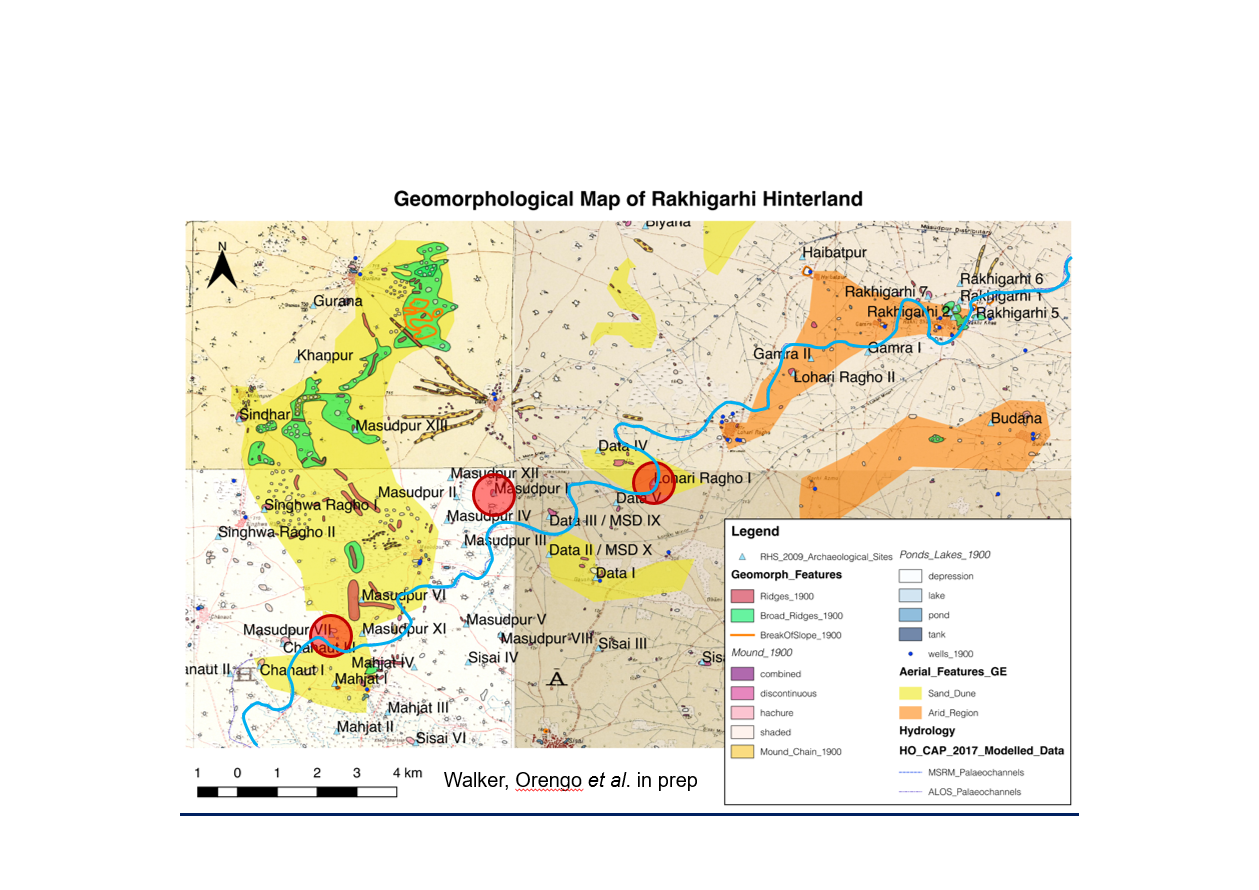 Geomorphological Map of Rakhigarhi Hinterland
N
Biyana
Haibatpur
Rakhigarhi 6
Rakhigarhi 7
Rakhigarhi 1
Rakhigarhi 2
Rakhigarhi 5
Gurana
Gamra II
Gamra I
Khanpur
Lohari Ragho II
Sindhar
Masudpur XIII
Budana
Data IV
Masudpur XII
Lohari Ragho I
Masudpur II
Masudpur I
Data V
Singhwa Ragho I
Masudpur IV
Data III / MSD IX
Singhwa Ragho II
Masudpur III
Data II / MSD X
Data I
Masudpur VI
Masudpur VII
Masudpur XI
Masudpur V
Masudpur VIII
Sisai III
Chanaut III
Chanaut I
Mahjat IV
Sisai IV
Mahjat I
Mahjat III
Mahjat II
Sisai VI
Legend
RHS_2009_Archaeological_Sites
Geomorph_Features
Ridges_1900
Broad_Ridges_1900
BreakOfSlope_1900
Mound_1900
combined
discontinuous
hachure
shaded
Mound_Chain_1900
Ponds_Lakes_1900
depression
lake
pond
tank
wells_1900
Aerial_Features_GE
Sand_Dune
Arid_Region
Hydrology
HO_CAP_2017_Modelled_Data
MSRM_Palaeochannels
ALOS_Palaeochannels
1 0 1 2 3 4 km
Walker, Orengo et al. in prep